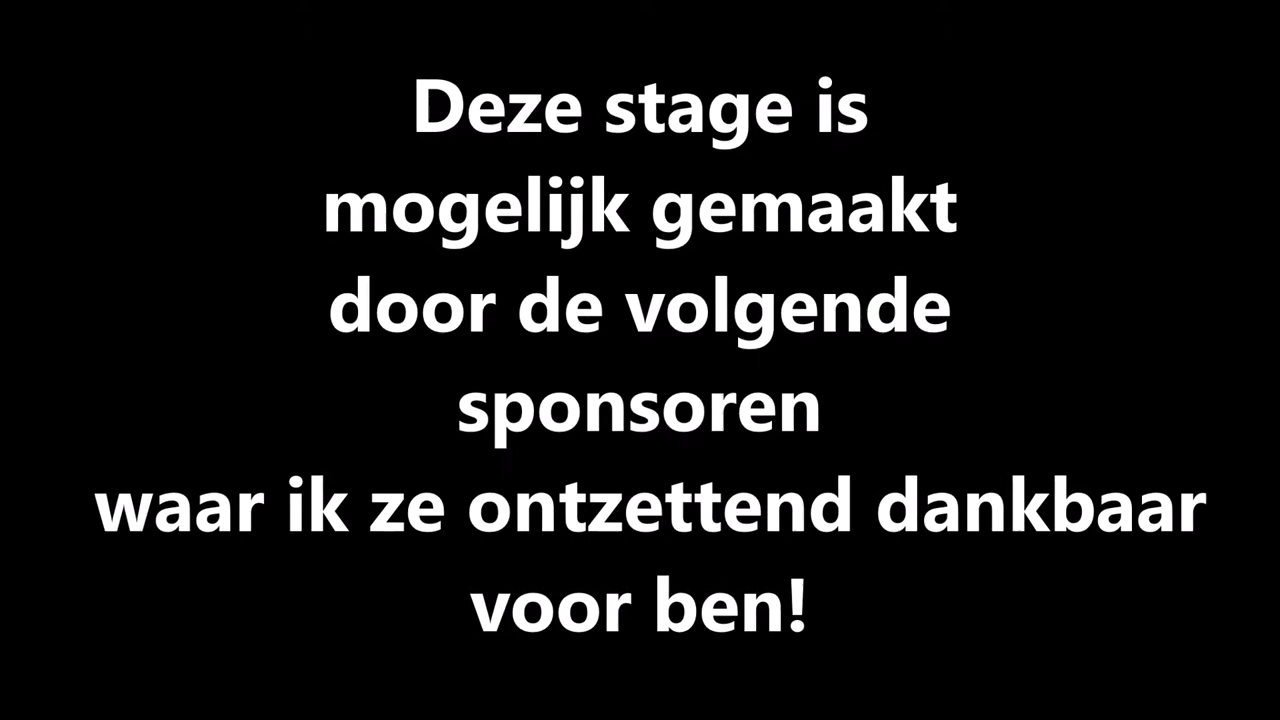 Deze stage is
mogelijk gemaakt
door de volgende
sponsoren
waar ik ze ontzettend dankbaar
voor ben!